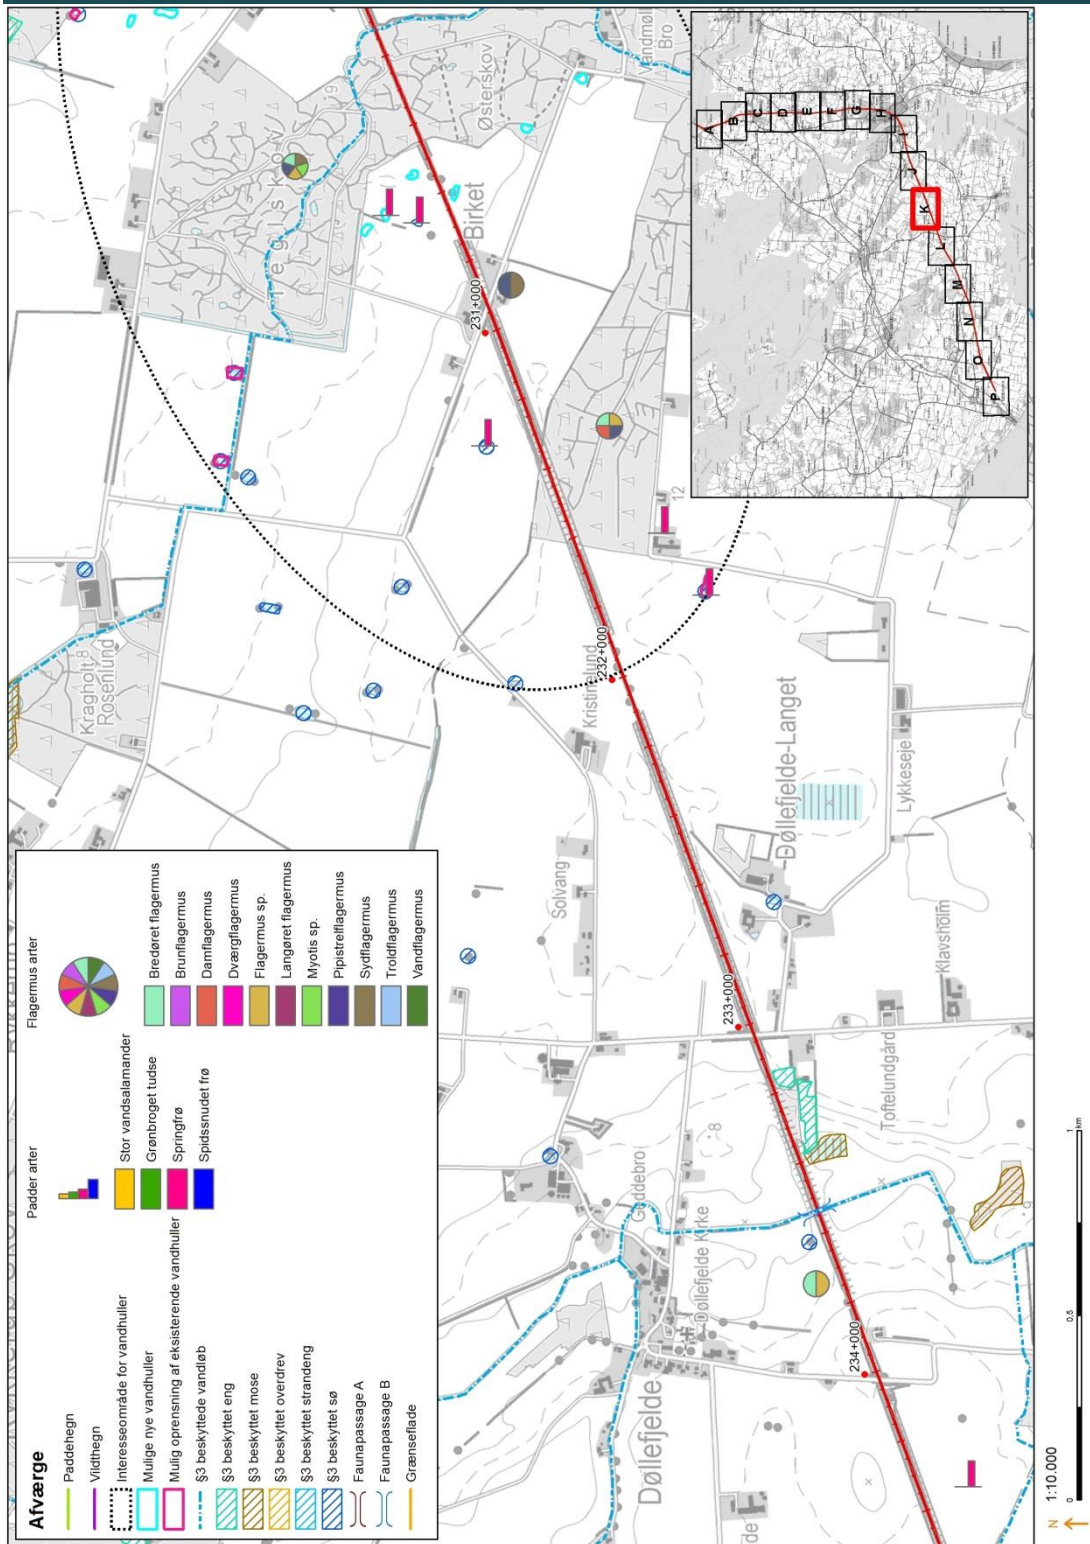 Afværge
Paddehegn
Vildthegn
Interesseområde for vandhuller
Mulige nye vandhuller
Mulig oprensning af eksisterende vandhuller
§3 beskyttede vandløb
§3 beskyttet eng
§3 beskyttet mose
§3 beskyttet overdrev
§3 beskyttet strandeng
§3 beskyttet sø
Faunapassage A
Faunapassage B
Grænseflade
Padder arter
Stor vandsalamander
Grønbroget tudse
Springfrø
Spidssnudet frø
Flagermus arter
Bredøret flagermus
Brunflagermus
Damflagermus
Dværgflagermus
Flagermus sp.
Langøret flagermus
Myotis sp.
Pipistrelflagermus
Sydflagermus
Troldflagermus
Vandflagermus
Kragholt
8
Rosenlund
Østerskov
Bro
Birket
231+000
12
232+000
Kristinelund
Solvang
Døllefjelde-Langet
Lykkeseje
233+000
Klavsholm
Toftelundgård
8
Døllefjelde Kirke
Døllefjelde
234+000
A
B
C
D
E
F
G
H
I
J
K
L
M
N
O
P
N
1:10.000
0
0,5
1
km